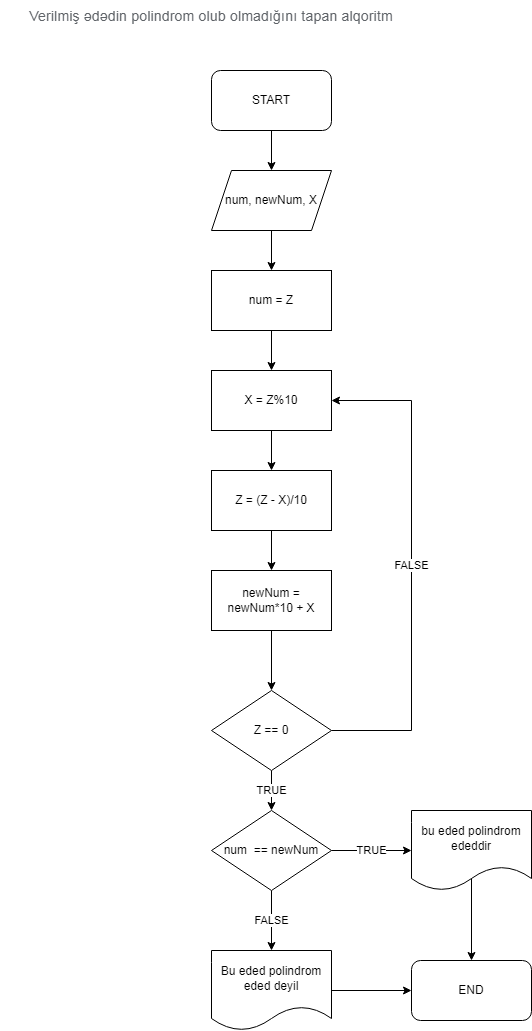 Verilmiş ədədin polindrom olub olmadığını tapan alqoritm
START
num, newNum, X
num = Z
X = Z%10
Z = (Z - X)/10
newNum =
newNum*10 + X
FALSE
Z == 0
TRUE
num == newNum
TRUE
bu eded polindrom
ededdir
FALSE
Bu eded polindrom
eded deyil
END